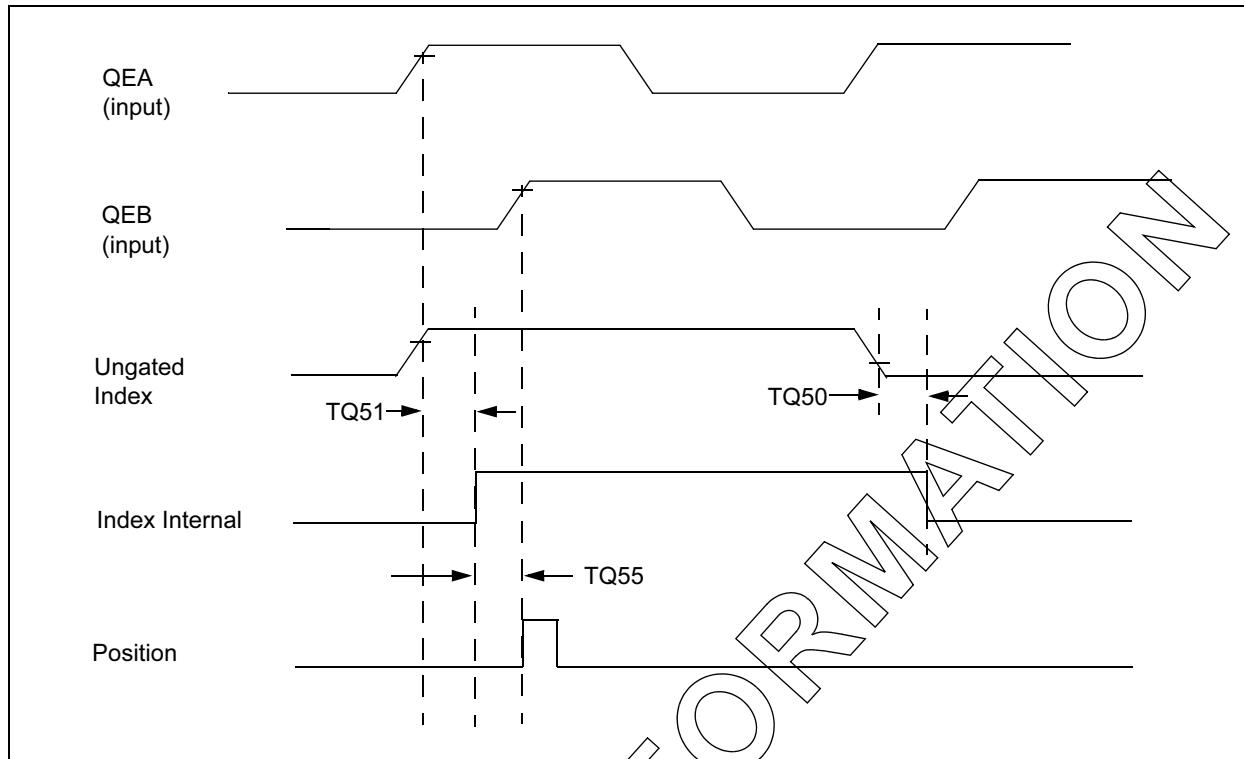 QEA
(input)
QEB
(input)
Ungated
Index
TQ51
TQ50
Index Internal
TQ55
Position
ORMATION